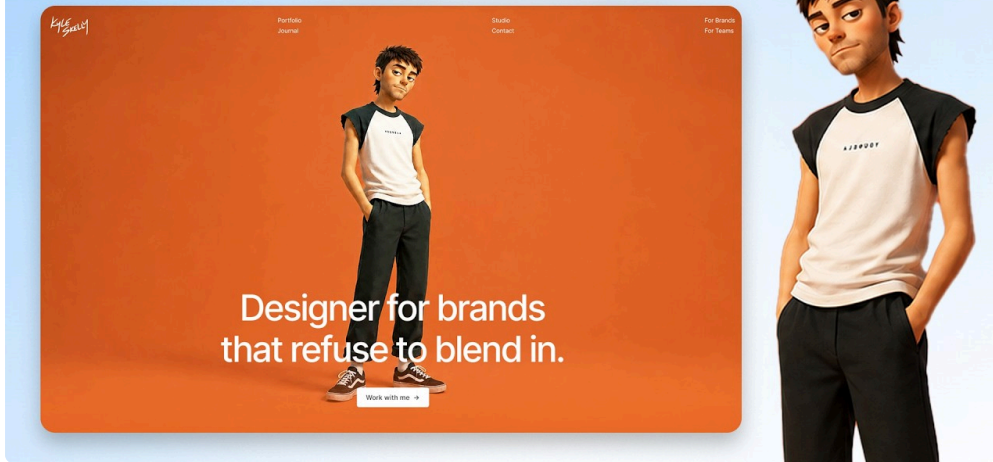 KYLE SKELLY
Portfolio
Journal
Studio
Contact
For Brands
For Teams
Designer for brands
that refuse to blend in.
Work with me →